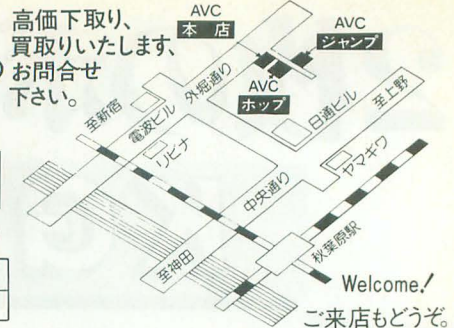 高価下取り、
買取りいたします、
お問合せ
下さい。
AVC
本店
AVC
ジャンプ
AVC
ホップ
外堀通り
至新宿
電波ビル
リビナ
日通ビル
至上野
ヤマギワ
中央通り
秋葉原駅
至神田
Welcome!
ご来店もどうぞ。